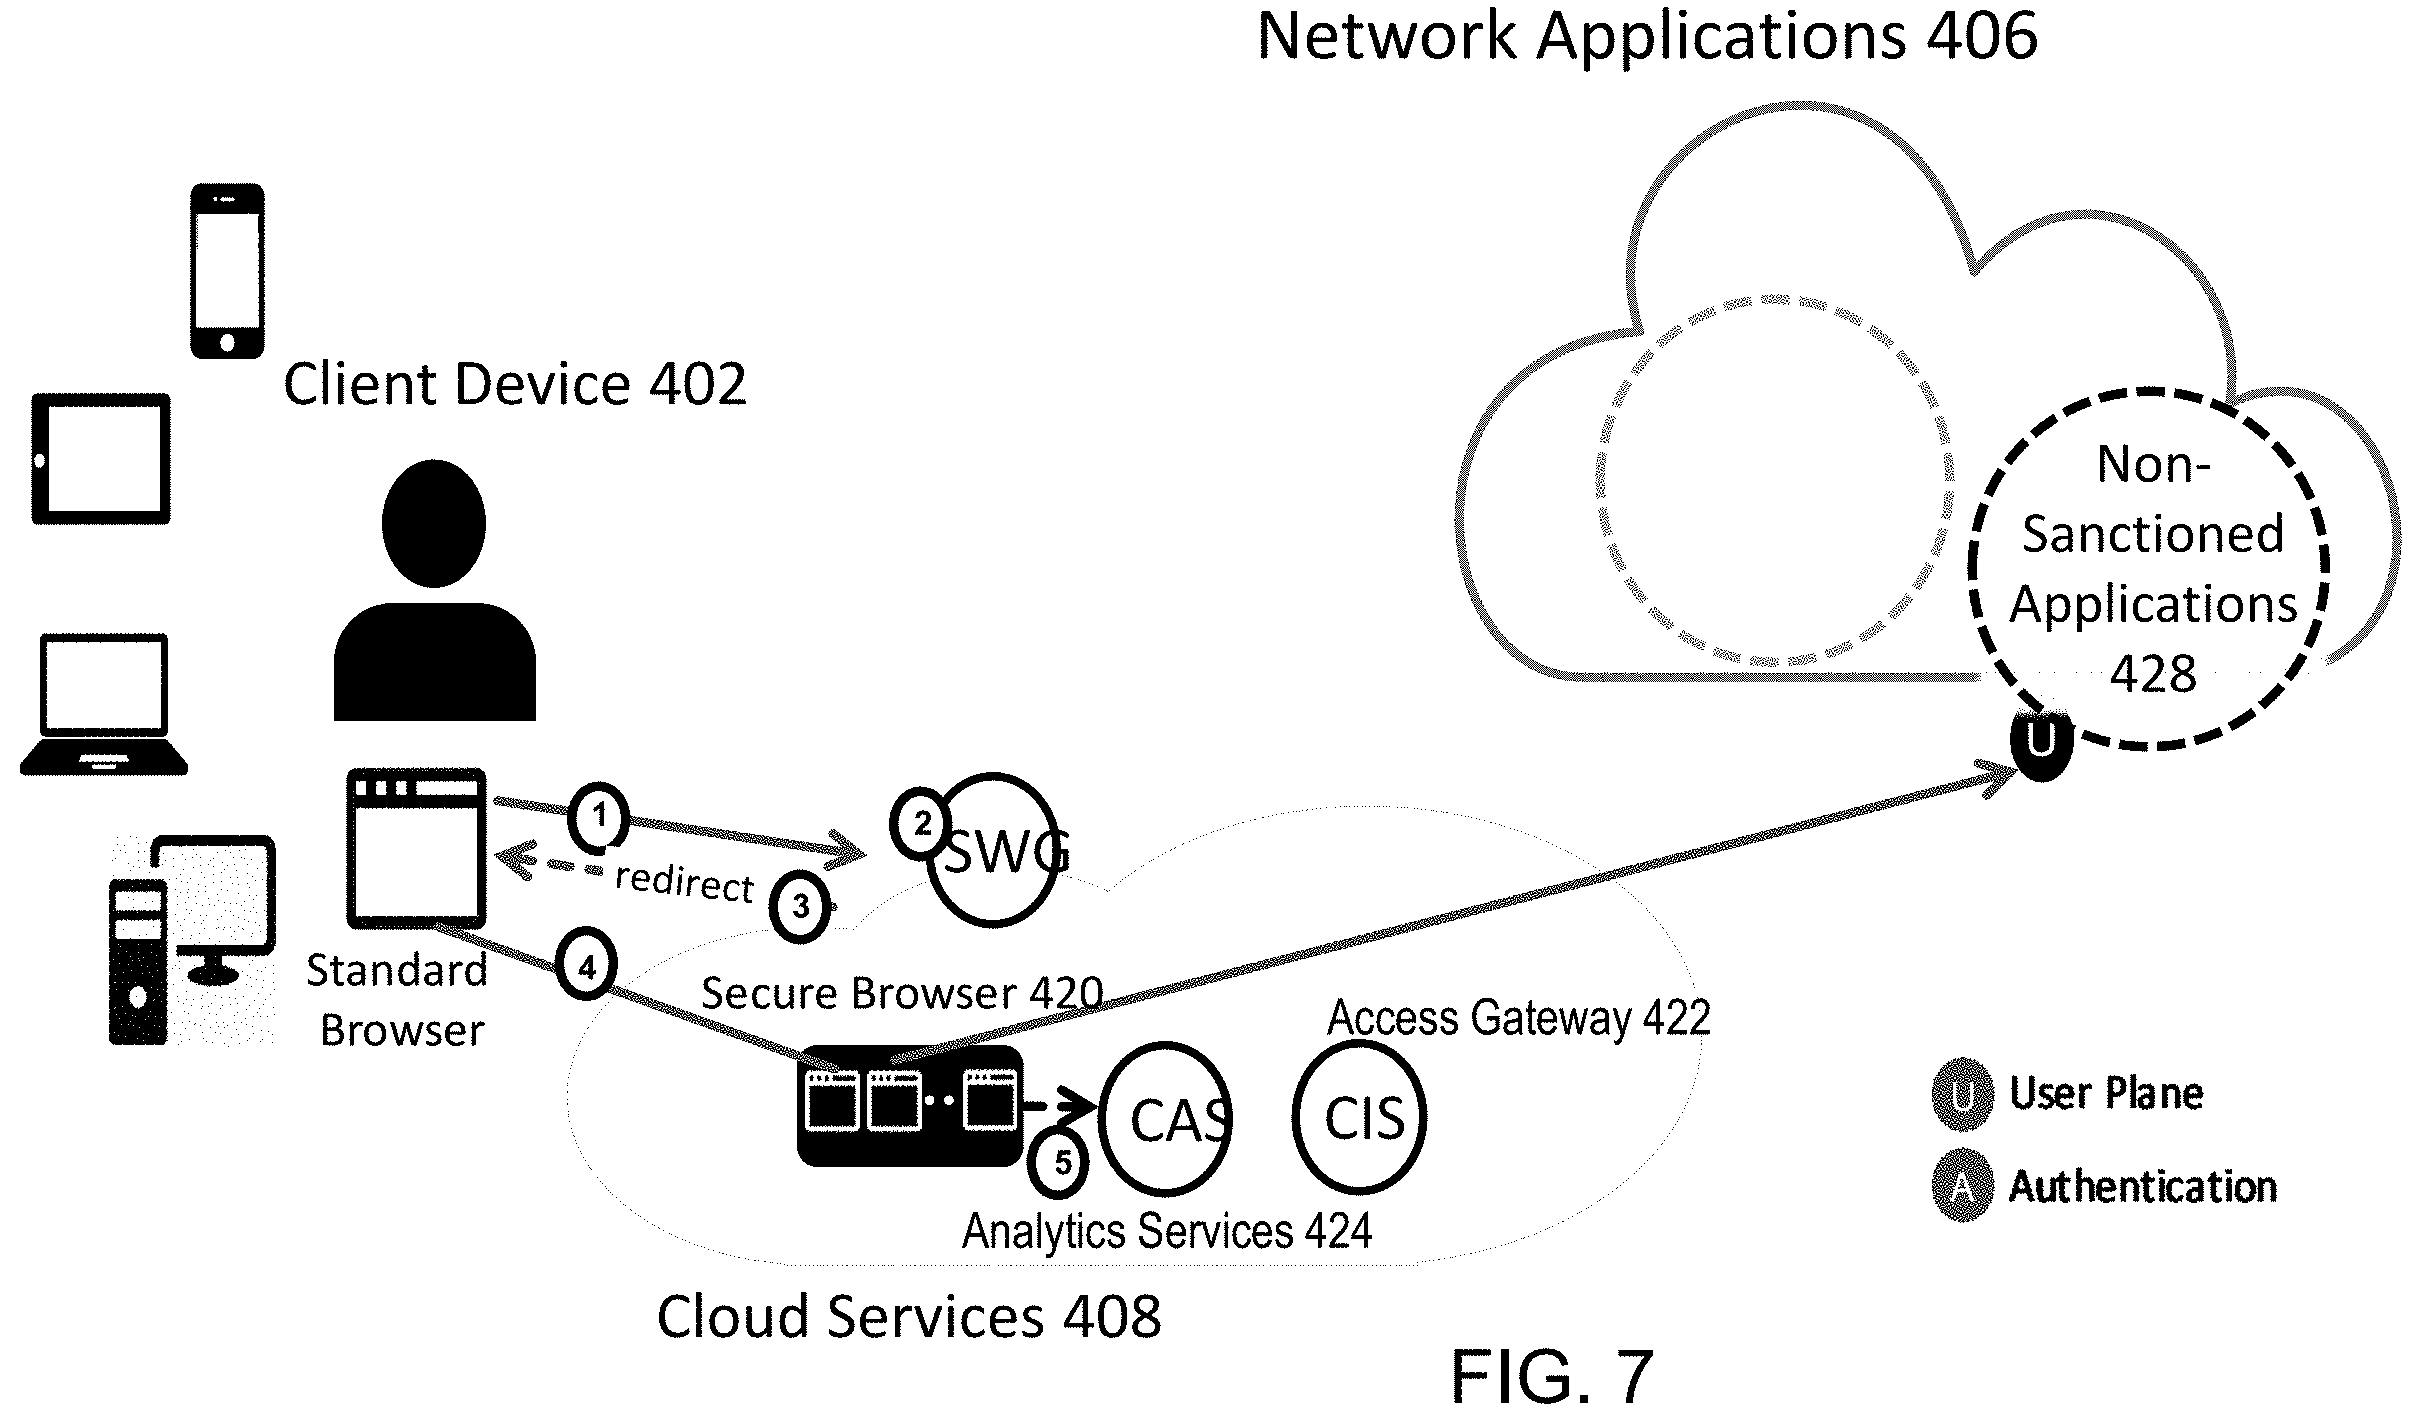 Network Applications 406
Client Device 402
Non-
Sanctioned
Applications
428
U
1
2
SWG
redirect
3
Standard
Browser
4
Secure Browser 420
Access Gateway 422
CAS
CIS
5
Analytics Services 424
U User Plane
A Authentication
Cloud Services 408
FIG. 7